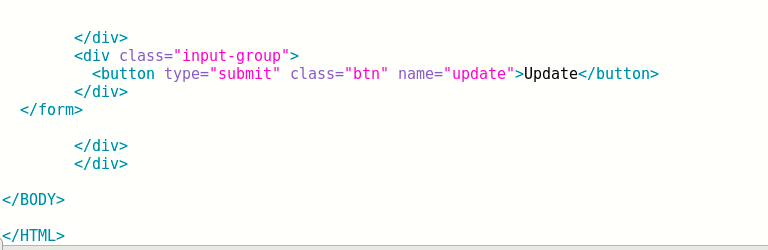 </div>
<div class="input-group">
<button type="submit" class="btn" name="update">Update</button>
</div>
</form>
</div>
</div>
</BODY>
</HTML>